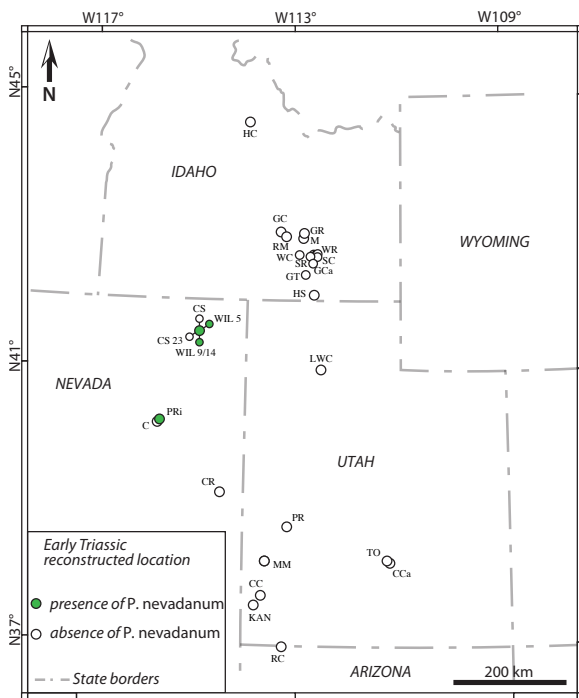 W117° W113° W109°
N45°
N
HC
IDAHO
GC GR
RM M
WYOMING
WC WR
SR SC
GCa
GT
HS
CS
WIL 5
CS 23
WIL 9/14
N41°
LWC
NEVADA
PRi
C
UTAH
CR
PR
Early Triassic
reconstructed location
MM
TO
CCa
presence of P. nevadanum
CC
absence of P. nevadanum
KAN
N37°
RC
State borders
ARIZONA
200 km